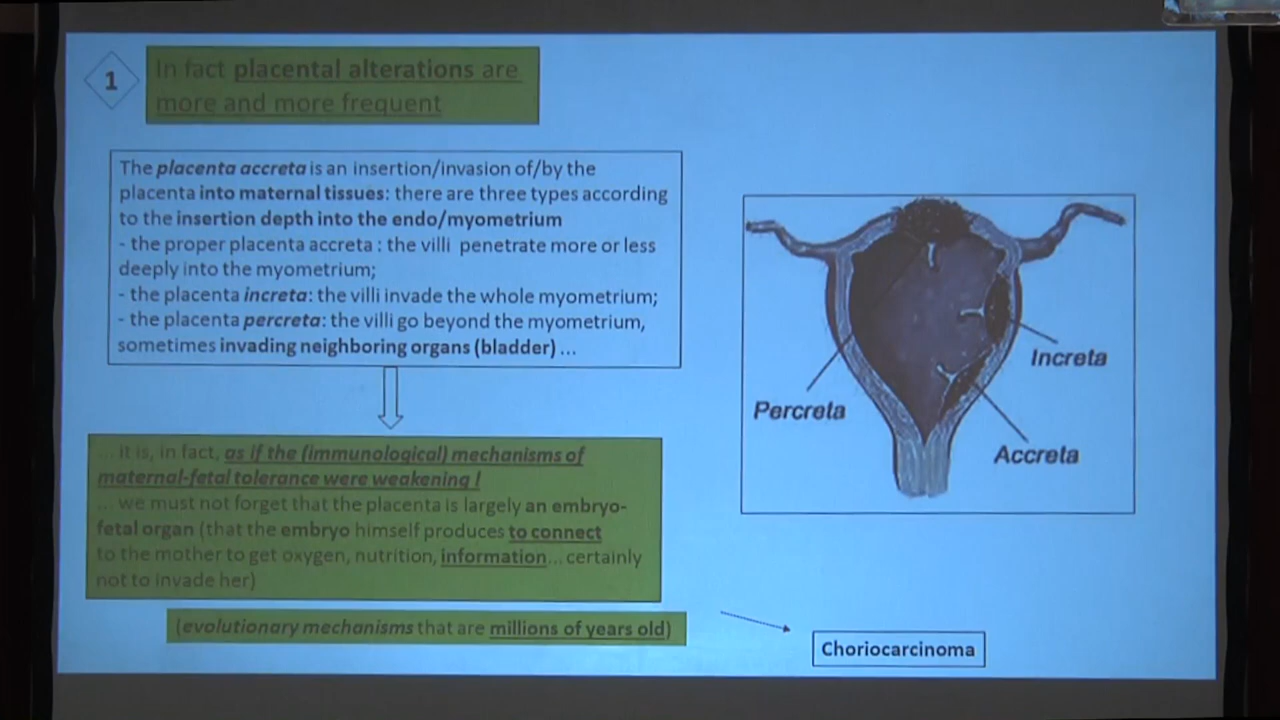 1
In fact placental alterations are
more and more frequent
The placenta accreta is an insertion/invasion of/by the
placenta into maternal tissues: there are three types according
to the insertion depth into the endo/myometrium
- the proper placenta accreta : the villi penetrate more or less
deeply into the myometrium;
- the placenta increta: the villi invade the whole myometrium;
- the placenta percreta: the villi go beyond the myometrium,
sometimes invading neighboring organs (bladder) ...
... it is, in fact, as if the (immunological) mechanisms of
maternal-fetal tolerance were weakening !
... we must not forget that the placenta is largely an embryo-
fetal organ (that the embryo himself produces to connect
to the mother to get oxygen, nutrition, information... certainly
not to invade her)
(evolutionary mechanisms that are millions of years old)
Percreta
Increta
Accreta
Choriocarcinoma